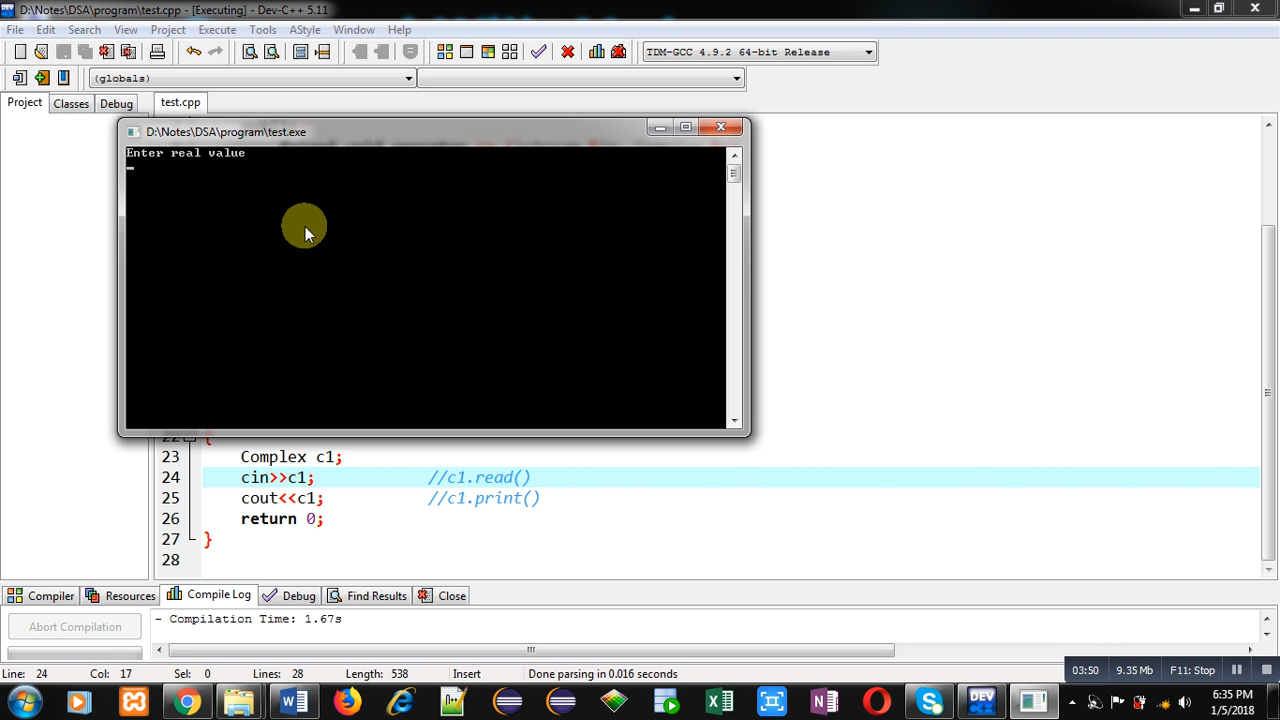 D:\Notes\DSA\program\test.cpp - [Executing] - Dev-C++ 5.11
File Edit Search View Project Execute Tools AStyle Window Help
TDM-GCC 4.9.2 64-bit Release
(globals)
Project Classes Debug test.cpp
D:\Notes\DSA\program\test.exe
Enter real value
22 {
23 Complex c1;
24 cin>>c1; //c1.read()
25 cout<<c1; //c1.print()
26 return 0;
27 }
28
Compiler Resources Compile Log Debug Find Results Close
Abort Compilation
- Compilation Time: 1.67s
Line: 24 Col: 17 Sel: 0 Lines: 28 Length: 538 Insert Done parsing in 0.016 seconds
03:50 9.35 Mb F11: Stop
6:35 PM
1/5/2018